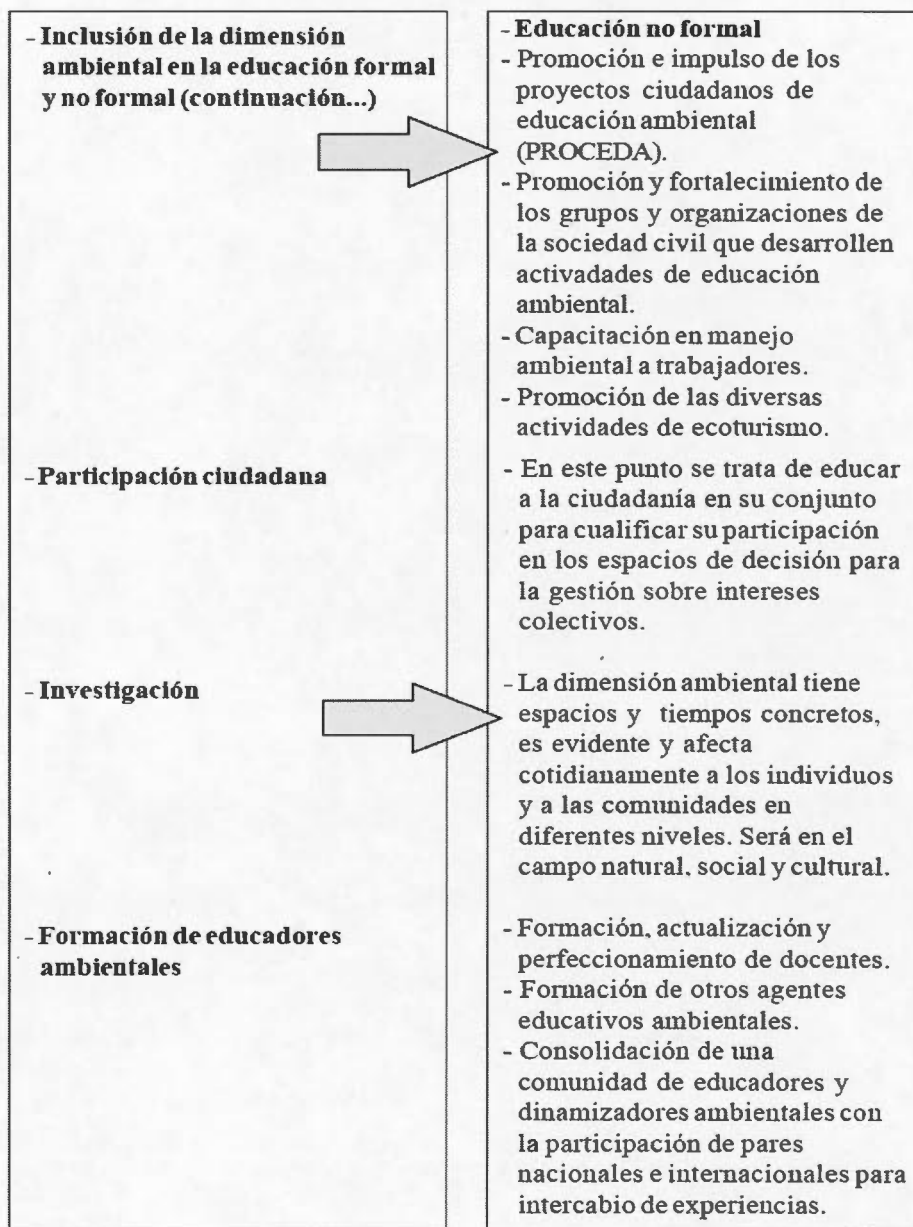 - Inclusión de la dimensión
ambiental en la educación formal
y no formal (continuación...)
- Educación no formal
- Promoción e impulso de los
proyectos ciudadanos de
educación ambiental
(PROCEDA).
- Promoción y fortalecimiento de
los grupos y organizaciones de
la sociedad civil que desarrollen
activadades de educación
ambiental.
- Capacitación en manejo
ambiental a trabajadores.
- Promoción de las diversas
actividades de ecoturismo.
- Participación ciudadana
- En este punto se trata de educar
a la ciudadanía en su conjunto
para cualificar su participación
en los espacios de decisión para
la gestión sobre intereses
colectivos.
- Investigación
- La dimensión ambiental tiene
espacios y tiempos concretos,
es evidente y afecta
cotidianamente a los individuos
y a las comunidades en
diferentes niveles. Será en el
campo natural, social y cultural.
- Formación de educadores
ambientales
- Formación, actualización y
perfeccionamiento de docentes.
- Formación de otros agentes
educativos ambientales.
- Consolidación de una
comunidad de educadores y
dinamizadores ambientales con
la participación de pares
nacionales e internacionales para
intercabio de experiencias.